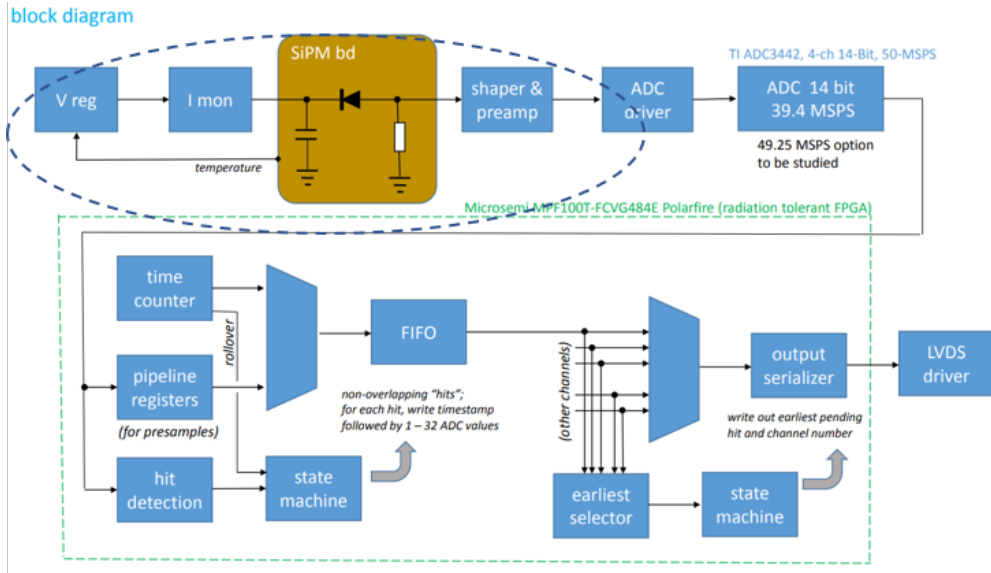 block diagram
SiPM bd
TI ADC3442, 4-ch 14-Bit, 50-MSPS
V reg
I mon
shaper &
preamp
ADC
driver
ADC 14 bit
39.4 MSPS
temperature
49.25 MSPS option
to be studied
Microsemi MPF100T-FCVG484E Polarfire (radiation tolerant FPGA)
time
counter
rollover
FIFO
pipeline
registers
(for presamples)
non-overlapping “hits”;
for each hit, write timestamp
followed by 1 – 32 ADC values
hit
detection
state
machine
(other channels)
output
serializer
LVDS
driver
write out earliest pending
hit and channel number
earliest
selector
state
machine